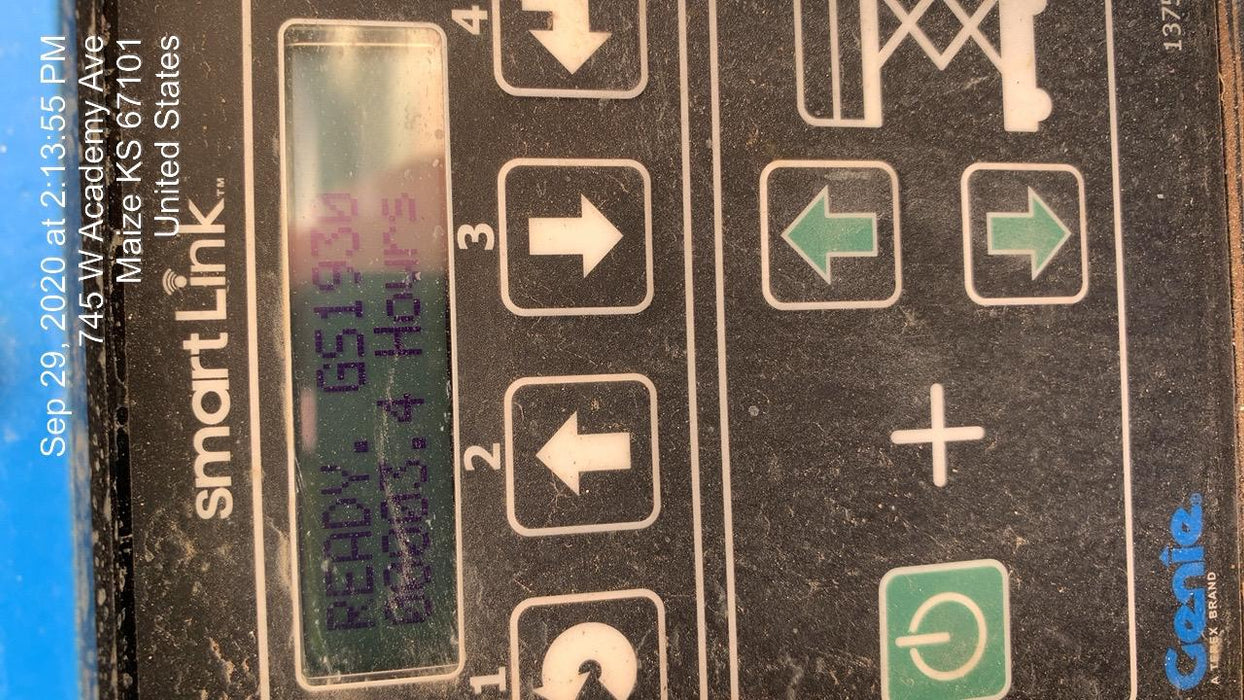 Sep 29, 2020 at 2:13:55 PM
745 W Academy Ave
Maize KS 67101
United States
smart Link™
READY. GS1930
00003.4 Hours
1 2 3 4
Genie®
A TEREX BRAND